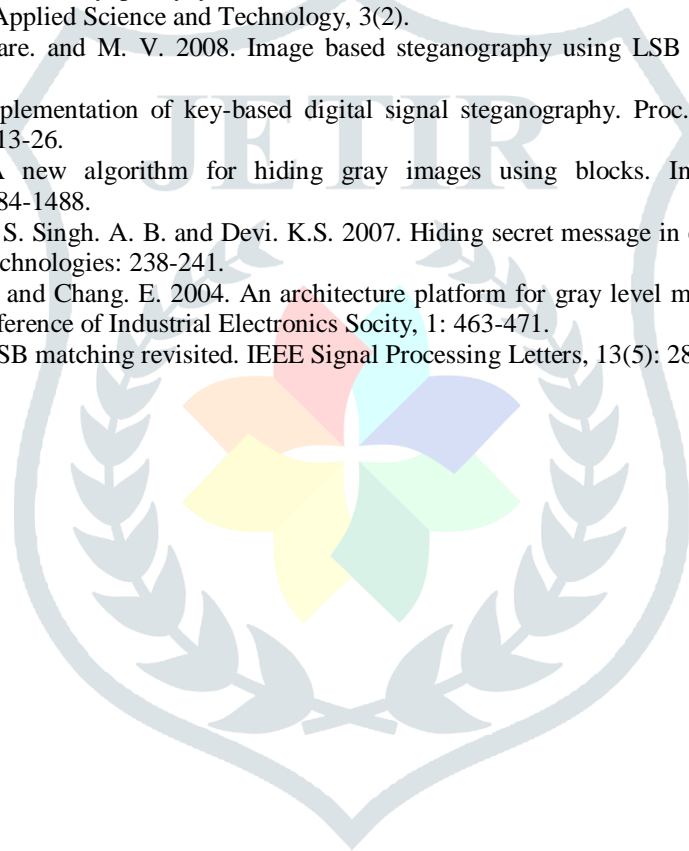 Applied Science and Technology, 3(2).
are. and M. V. 2008. Image based steganography using LSB
plementation of key-based digital signal steganography. Proc.
13-26.
new algorithm for hiding gray images using blocks. In
84-1488.
S. Singh. A. B. and Devi. K.S. 2007. Hiding secret message in
chnologies: 238-241.
and Chang. E. 2004. An architecture platform for gray level m
ference of Industrial Electronics Socity, 1: 463-471.
SB matching revisited. IEEE Signal Processing Letters, 13(5): 28
JETIR